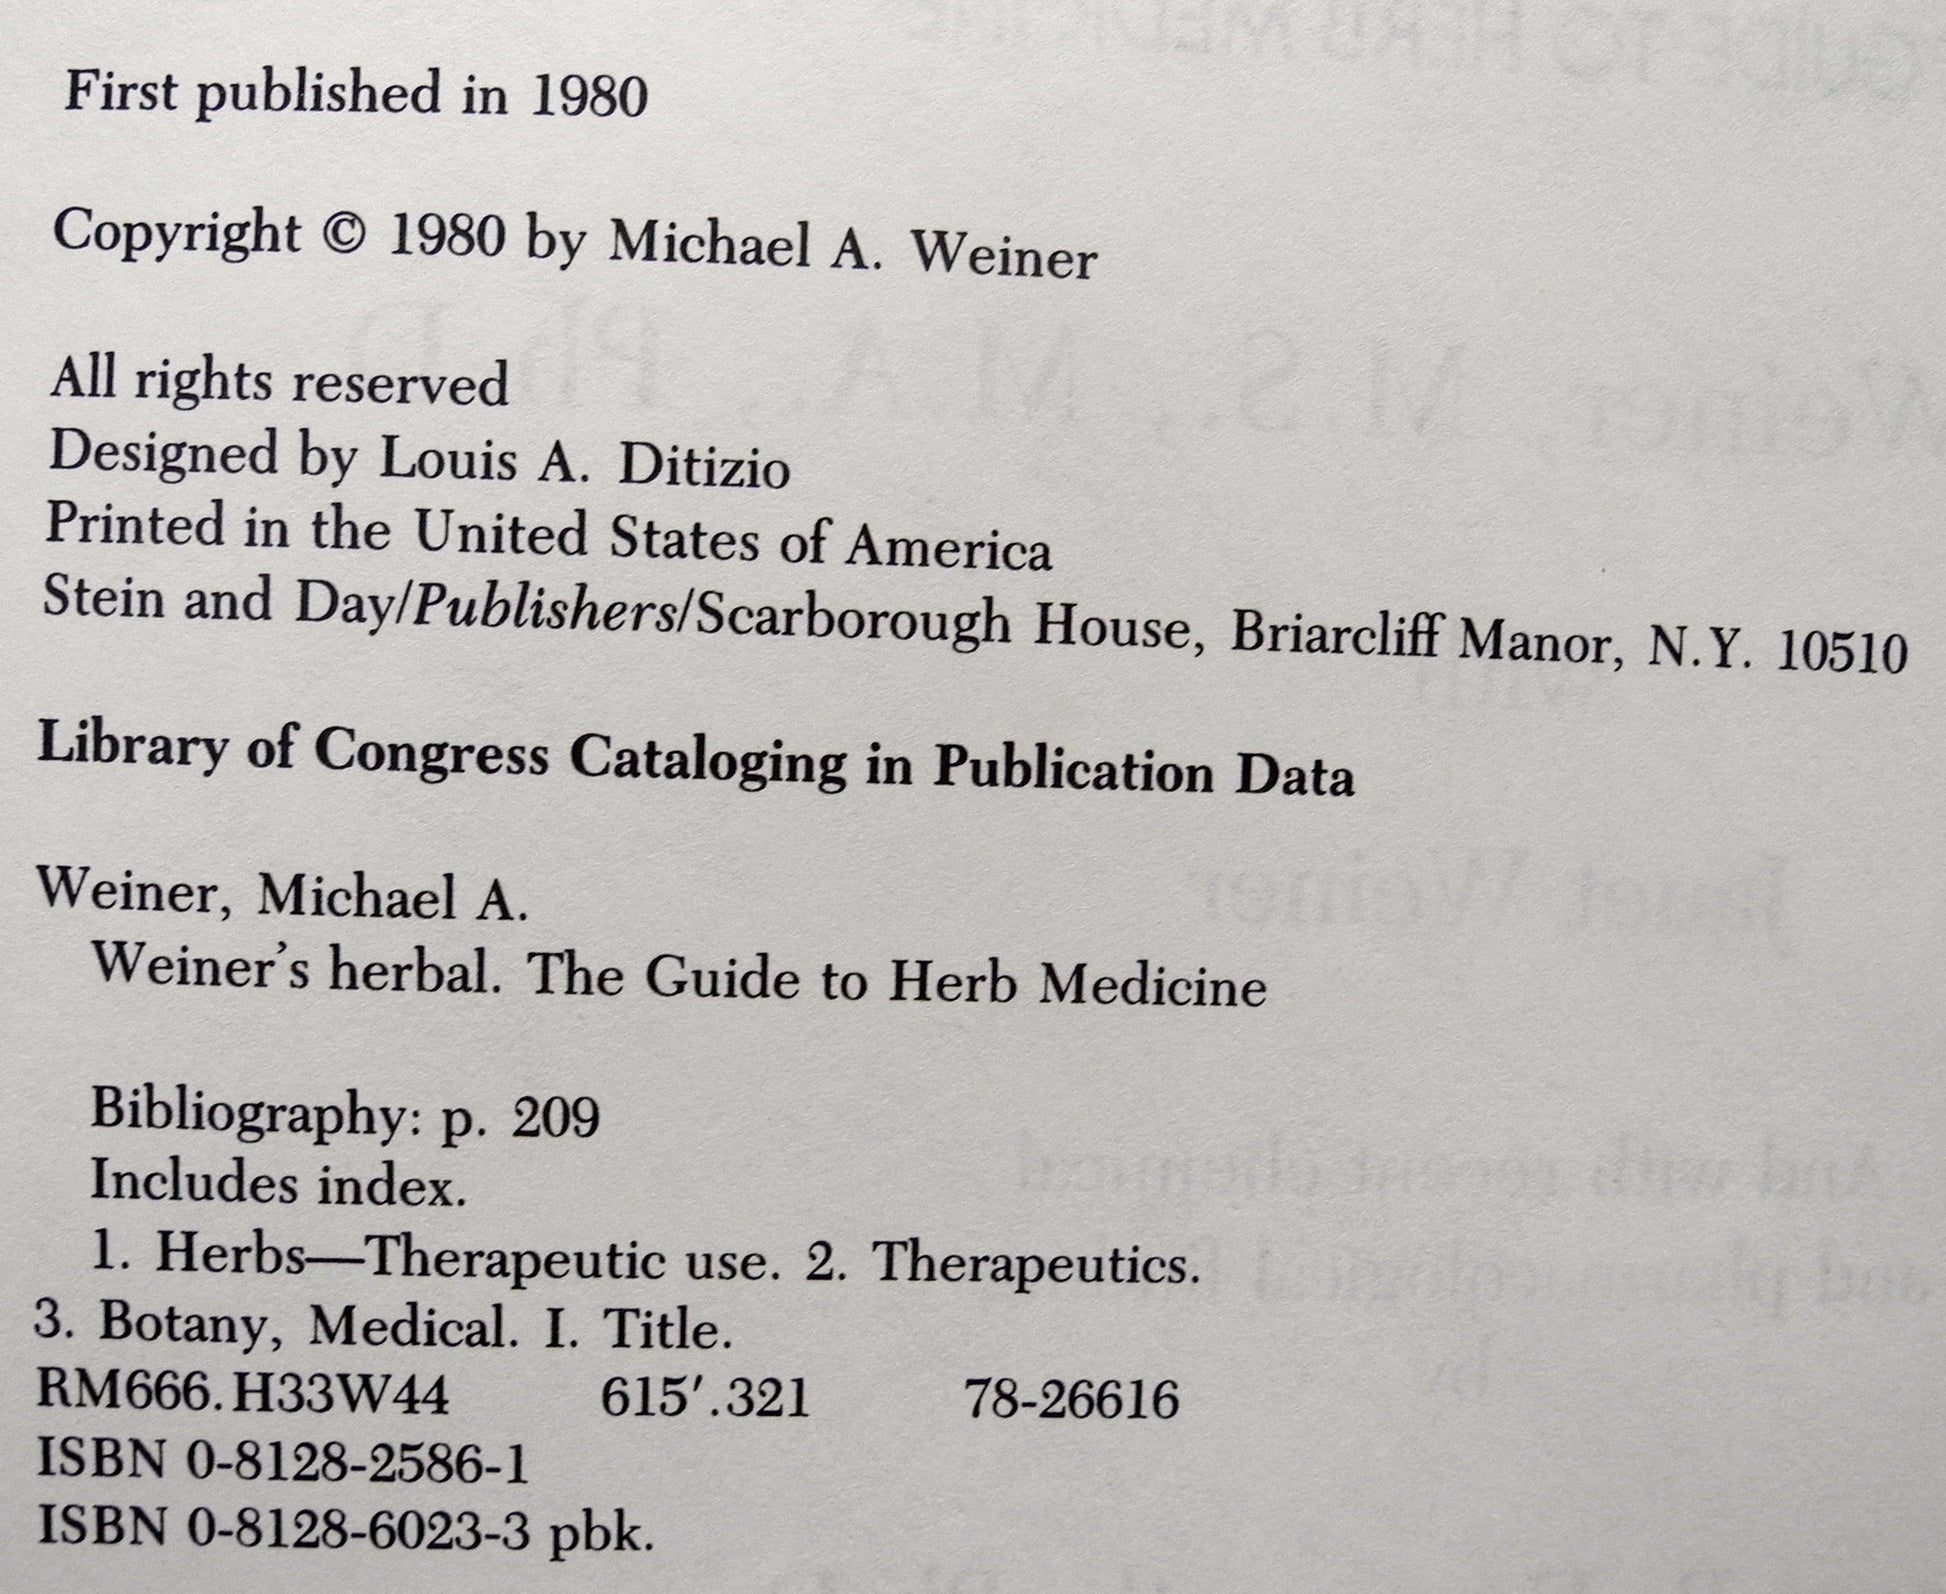 First published in 1980
Copyright © 1980 by Michael A. Weiner
All rights reserved
Designed by Louis A. Ditizio
Printed in the United States of America
Stein and Day/Publishers/Scarborough House, Briarcliff Manor, N.Y. 10510
Library of Congress Cataloging in Publication Data
Weiner, Michael A.
Weiner's herbal. The Guide to Herb Medicine
Bibliography: p. 209
Includes index.
1. Herbs—Therapeutic use. 2. Therapeutics.
3. Botany, Medical. I. Title.
RM666.H33W44 615′.321 78-26616
ISBN 0-8128-2586-1
ISBN 0-8128-6023-3 pbk.